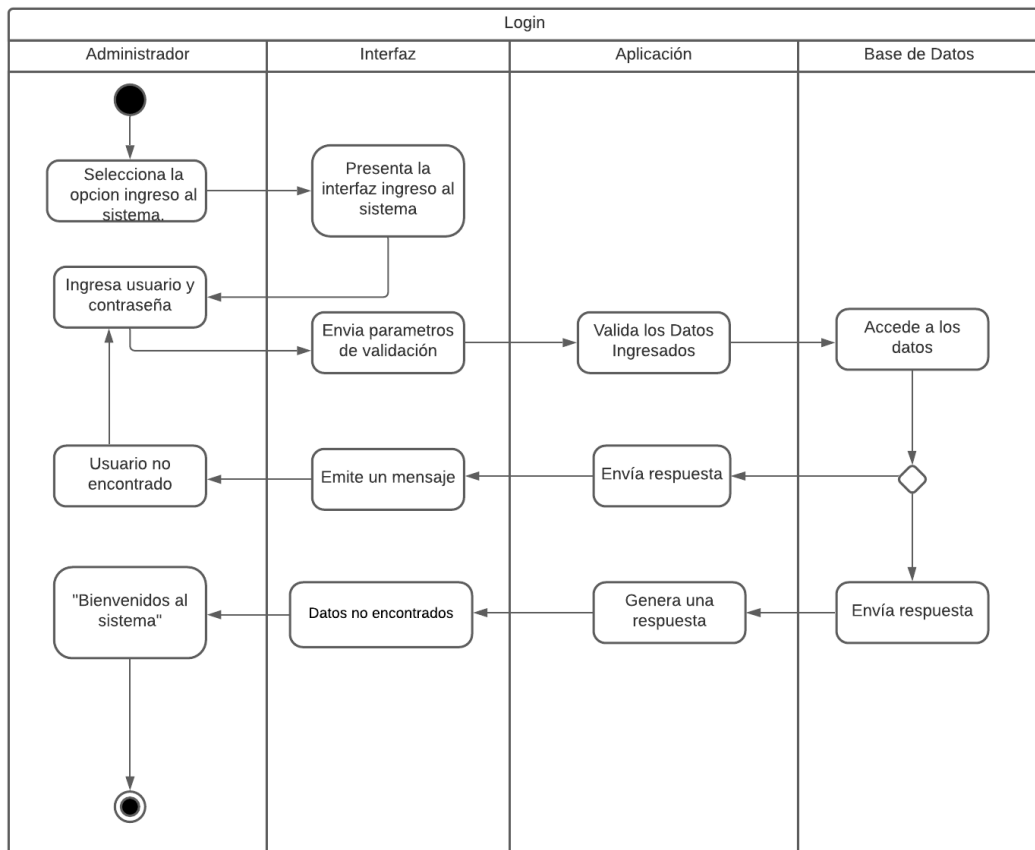 Login
Administrador
Interfaz
Aplicación
Base de Datos
Selecciona la
opcion ingreso al
sistema.
Presenta la
interfaz ingreso al
sistema
Ingresa usuario y
contraseña
Envia parametros
de validación
Valida los Datos
Ingresados
Accede a los
datos
Usuario no
encontrado
Emite un mensaje
Envía respuesta
"Bienvenidos al
sistema"
Datos no encontrados
Genera una
respuesta
Envía respuesta